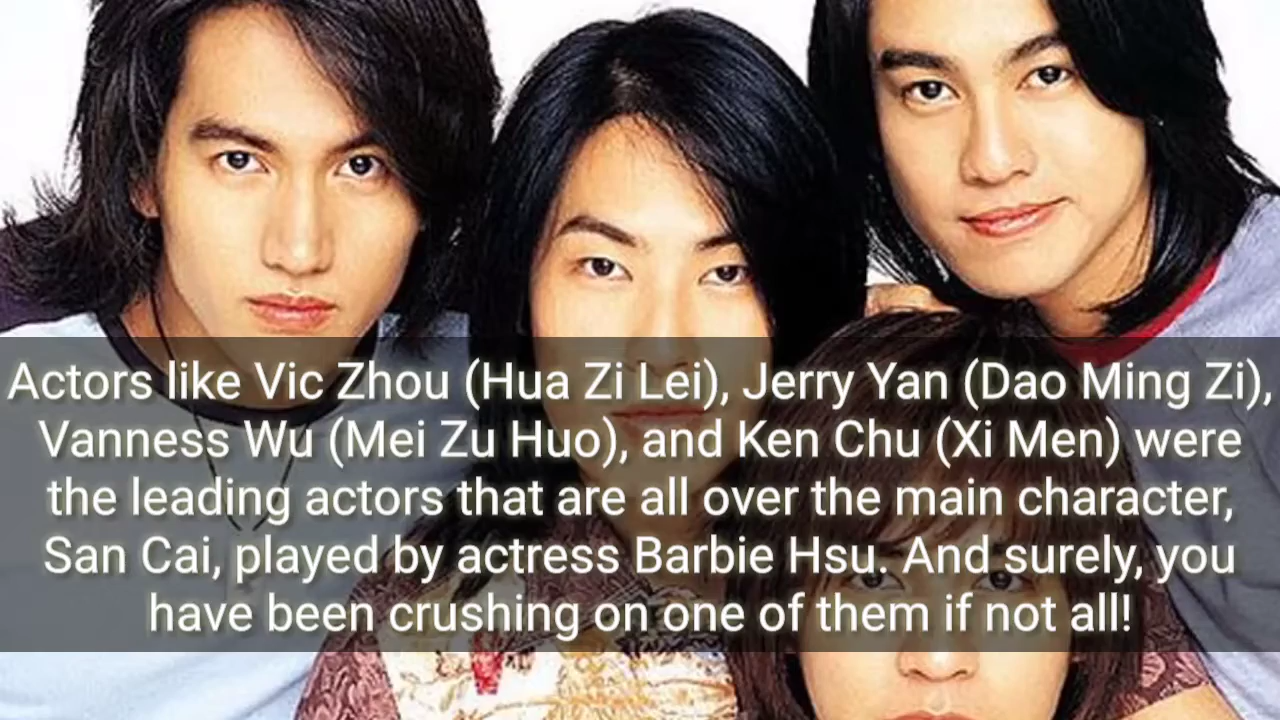 Actors like Vic Zhou (Hua Zi Lei), Jerry Yan (Dao Ming Zi),
Vanness Wu (Mei Zu Huo), and Ken Chu (Xi Men) were
the leading actors that are all over the main character,
San Cai, played by actress Barbie Hsu. And surely, you
have been crushing on one of them if not all!